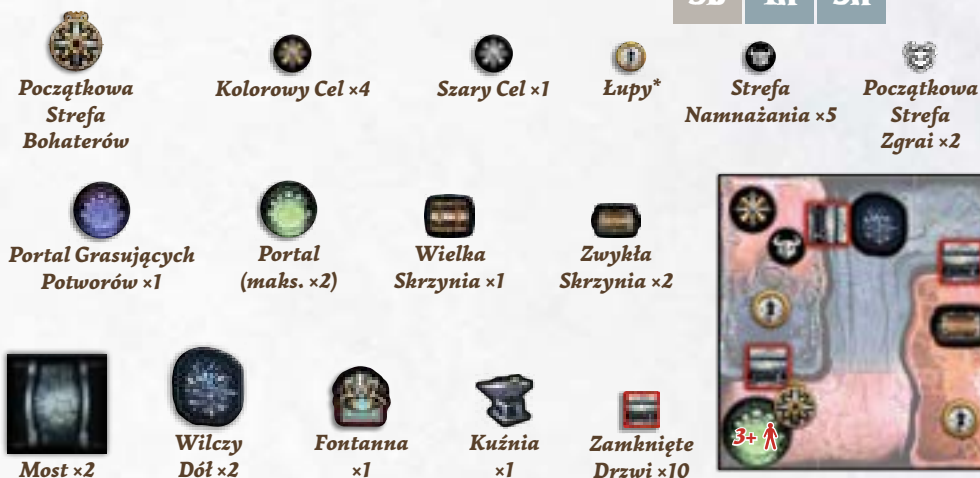 Początkowa
Strefa
Bohaterów
Kolorowy Cel ×4
Szary Cel ×1
Łupy*
Strefa
Namnażania ×5
Początkowa
Strefa
Zgrai ×2
Portal Grasujących
Potworów ×1
Portal
(maks. ×2)
Wielka
Skrzynia ×1
Zwykła
Skrzynia ×2
Most ×2
Wilczy
Dół ×2
Fontanna
×1
Kuźnia
×1
Zamknięte
Drzwi ×10
3+